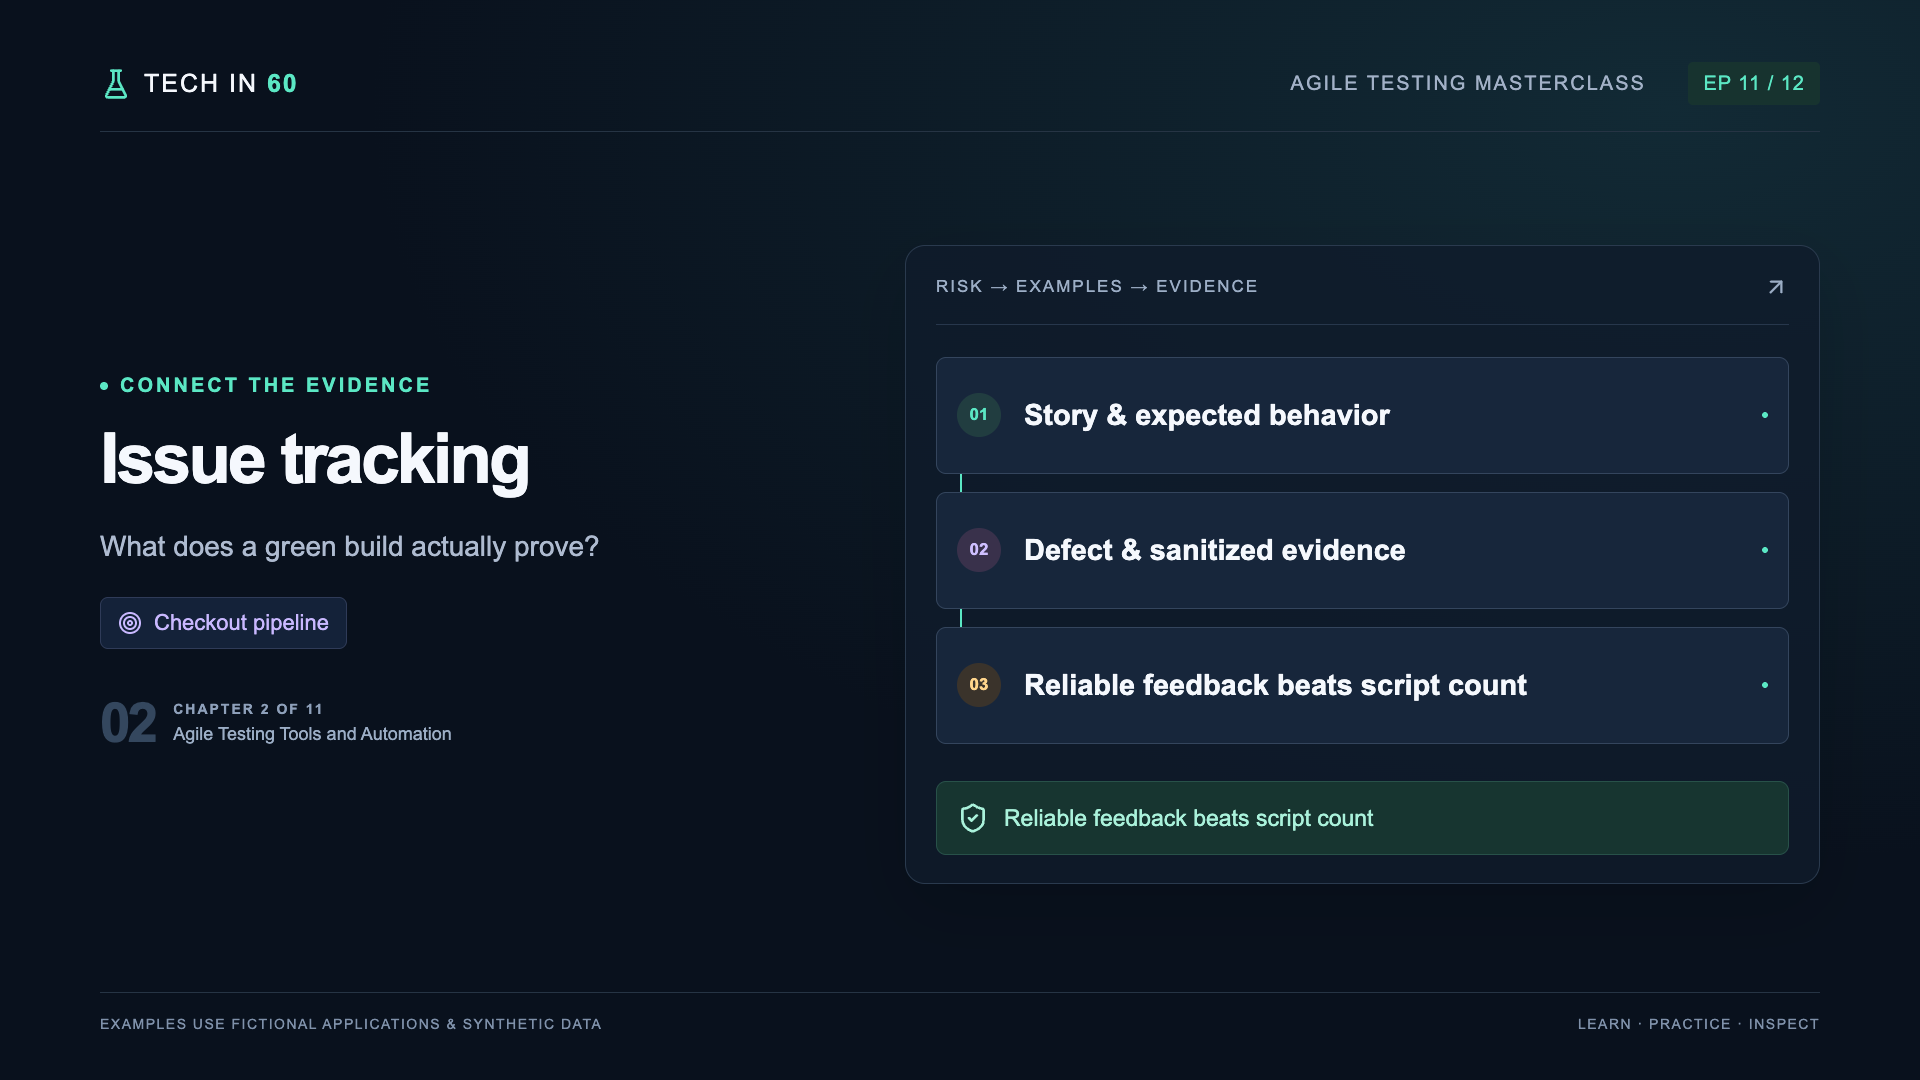 TECH IN 60
AGILE TESTING MASTERCLASS
EP 11 / 12
CONNECT THE EVIDENCE
Issue tracking
What does a green build actually prove?
Checkout pipeline
02
CHAPTER 2 OF 11
Agile Testing Tools and Automation
RISK → EXAMPLES → EVIDENCE
01
Story & expected behavior
02
Defect & sanitized evidence
03
Reliable feedback beats script count
Reliable feedback beats script count
EXAMPLES USE FICTIONAL APPLICATIONS & SYNTHETIC DATA
LEARN · PRACTICE · INSPECT